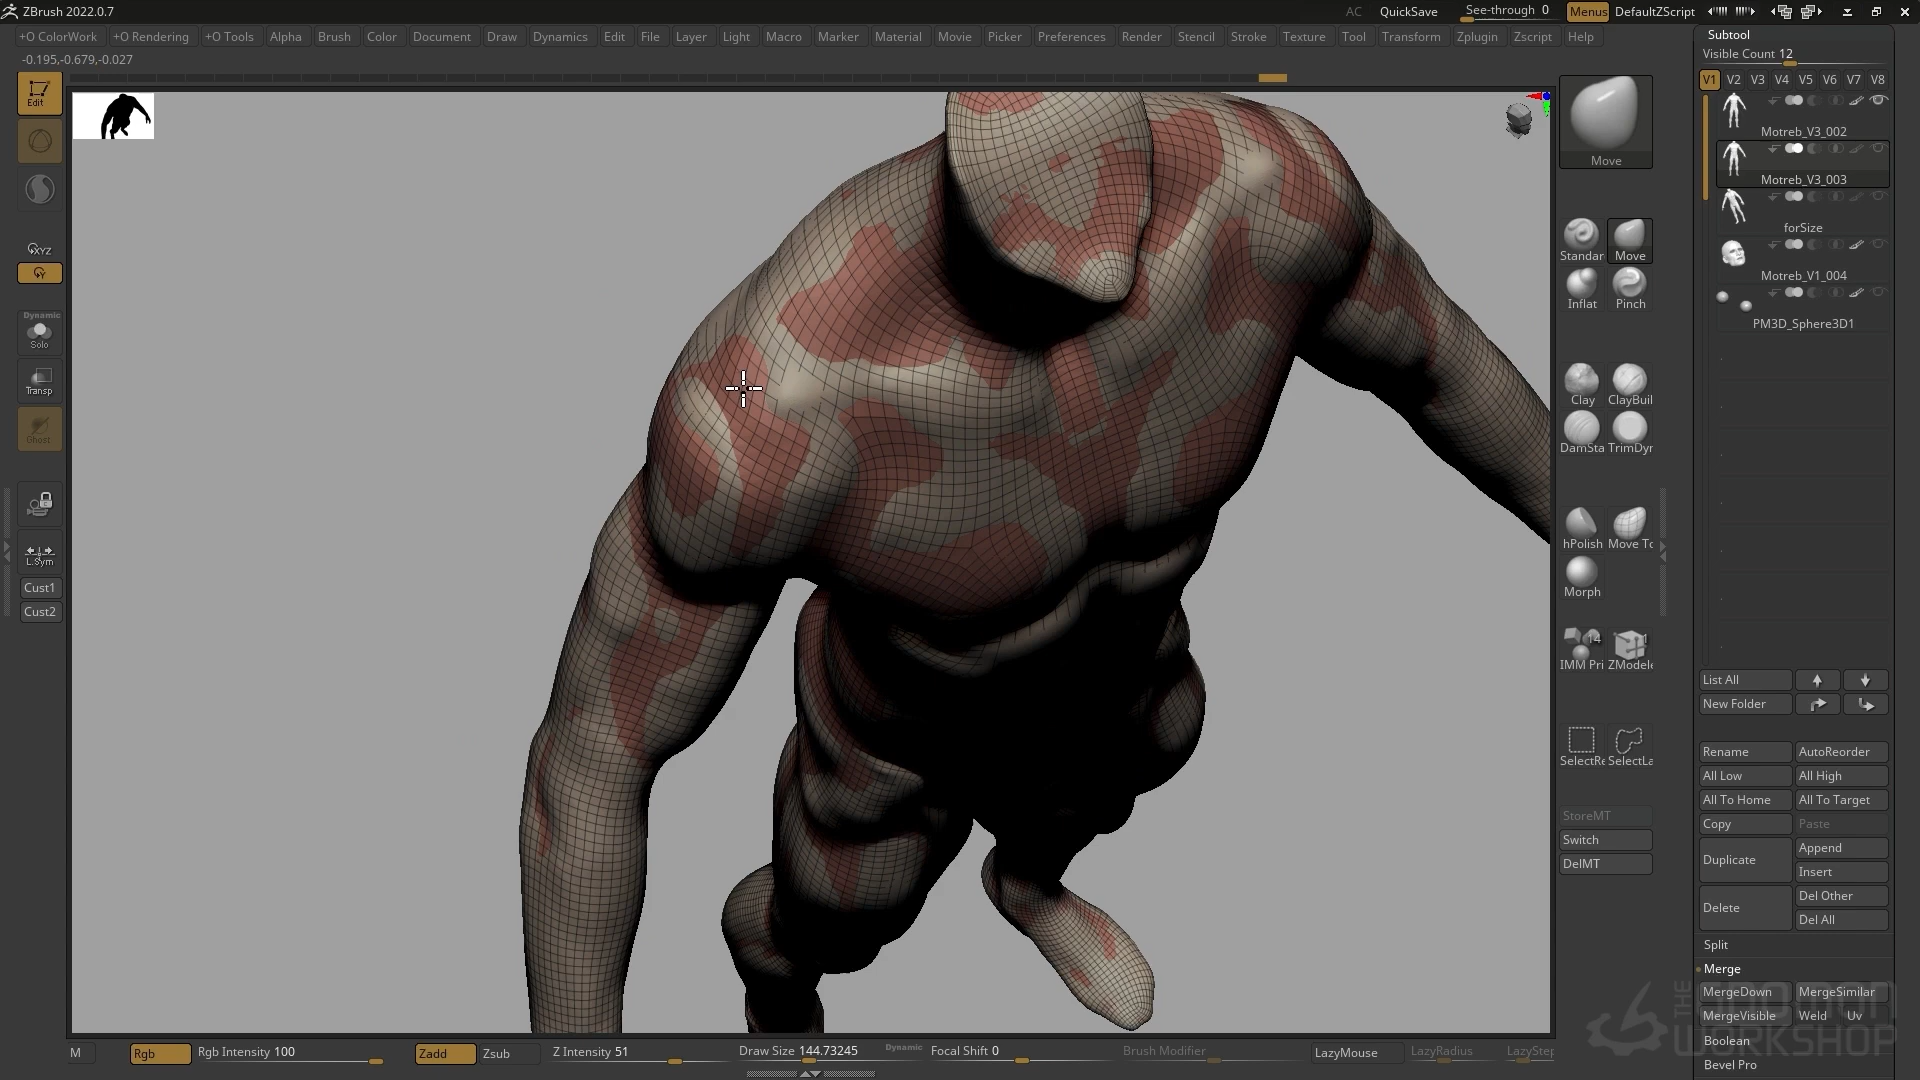 ZBrush 2022.0.7
AC QuickSave See-through 0 Menus DefaultZScript
+O ColorWork +O Rendering +O Tools Alpha Brush Color Document Draw Dynamics Edit File Layer Light Macro Marker Material Movie Picker Preferences Render Stencil Stroke Texture Tool Transform Zplugin Zscript Help
-0.195,-0.679,-0.027
Edit
XYZ
Dynamic
Solo
Transp
Ghost
L.Sym
Cust1
Cust2
Move
Standar Move
Inflat Pinch
Clay ClayBuil
DamSta TrimDyn
hPolish Move To
Morph
14 1
IMM Pri ZModele
SelectRe SelectLa
StoreMT
Switch
DelMT
Subtool
Visible Count 12
V1 V2 V3 V4 V5 V6 V7 V8
Motreb_V3_002
Motreb_V3_003
forSize
Motreb_V1_004
PM3D_Sphere3D1
List All
New Folder
Rename AutoReorder
All Low All High
All To Home All To Target
Copy Paste
Duplicate Append
Insert
Delete Del Other
Del All
Split
Merge
MergeDown MergeSimilar
MergeVisible Weld Uv
Boolean
Bevel Pro
THE GNOMON WORKSHOP
M Rgb Rgb Intensity 100 Zadd Zsub Z Intensity 51 Draw Size 144.73245 Dynamic Focal Shift 0 Brush Modifier LazyMouse LazyRadius LazyStep